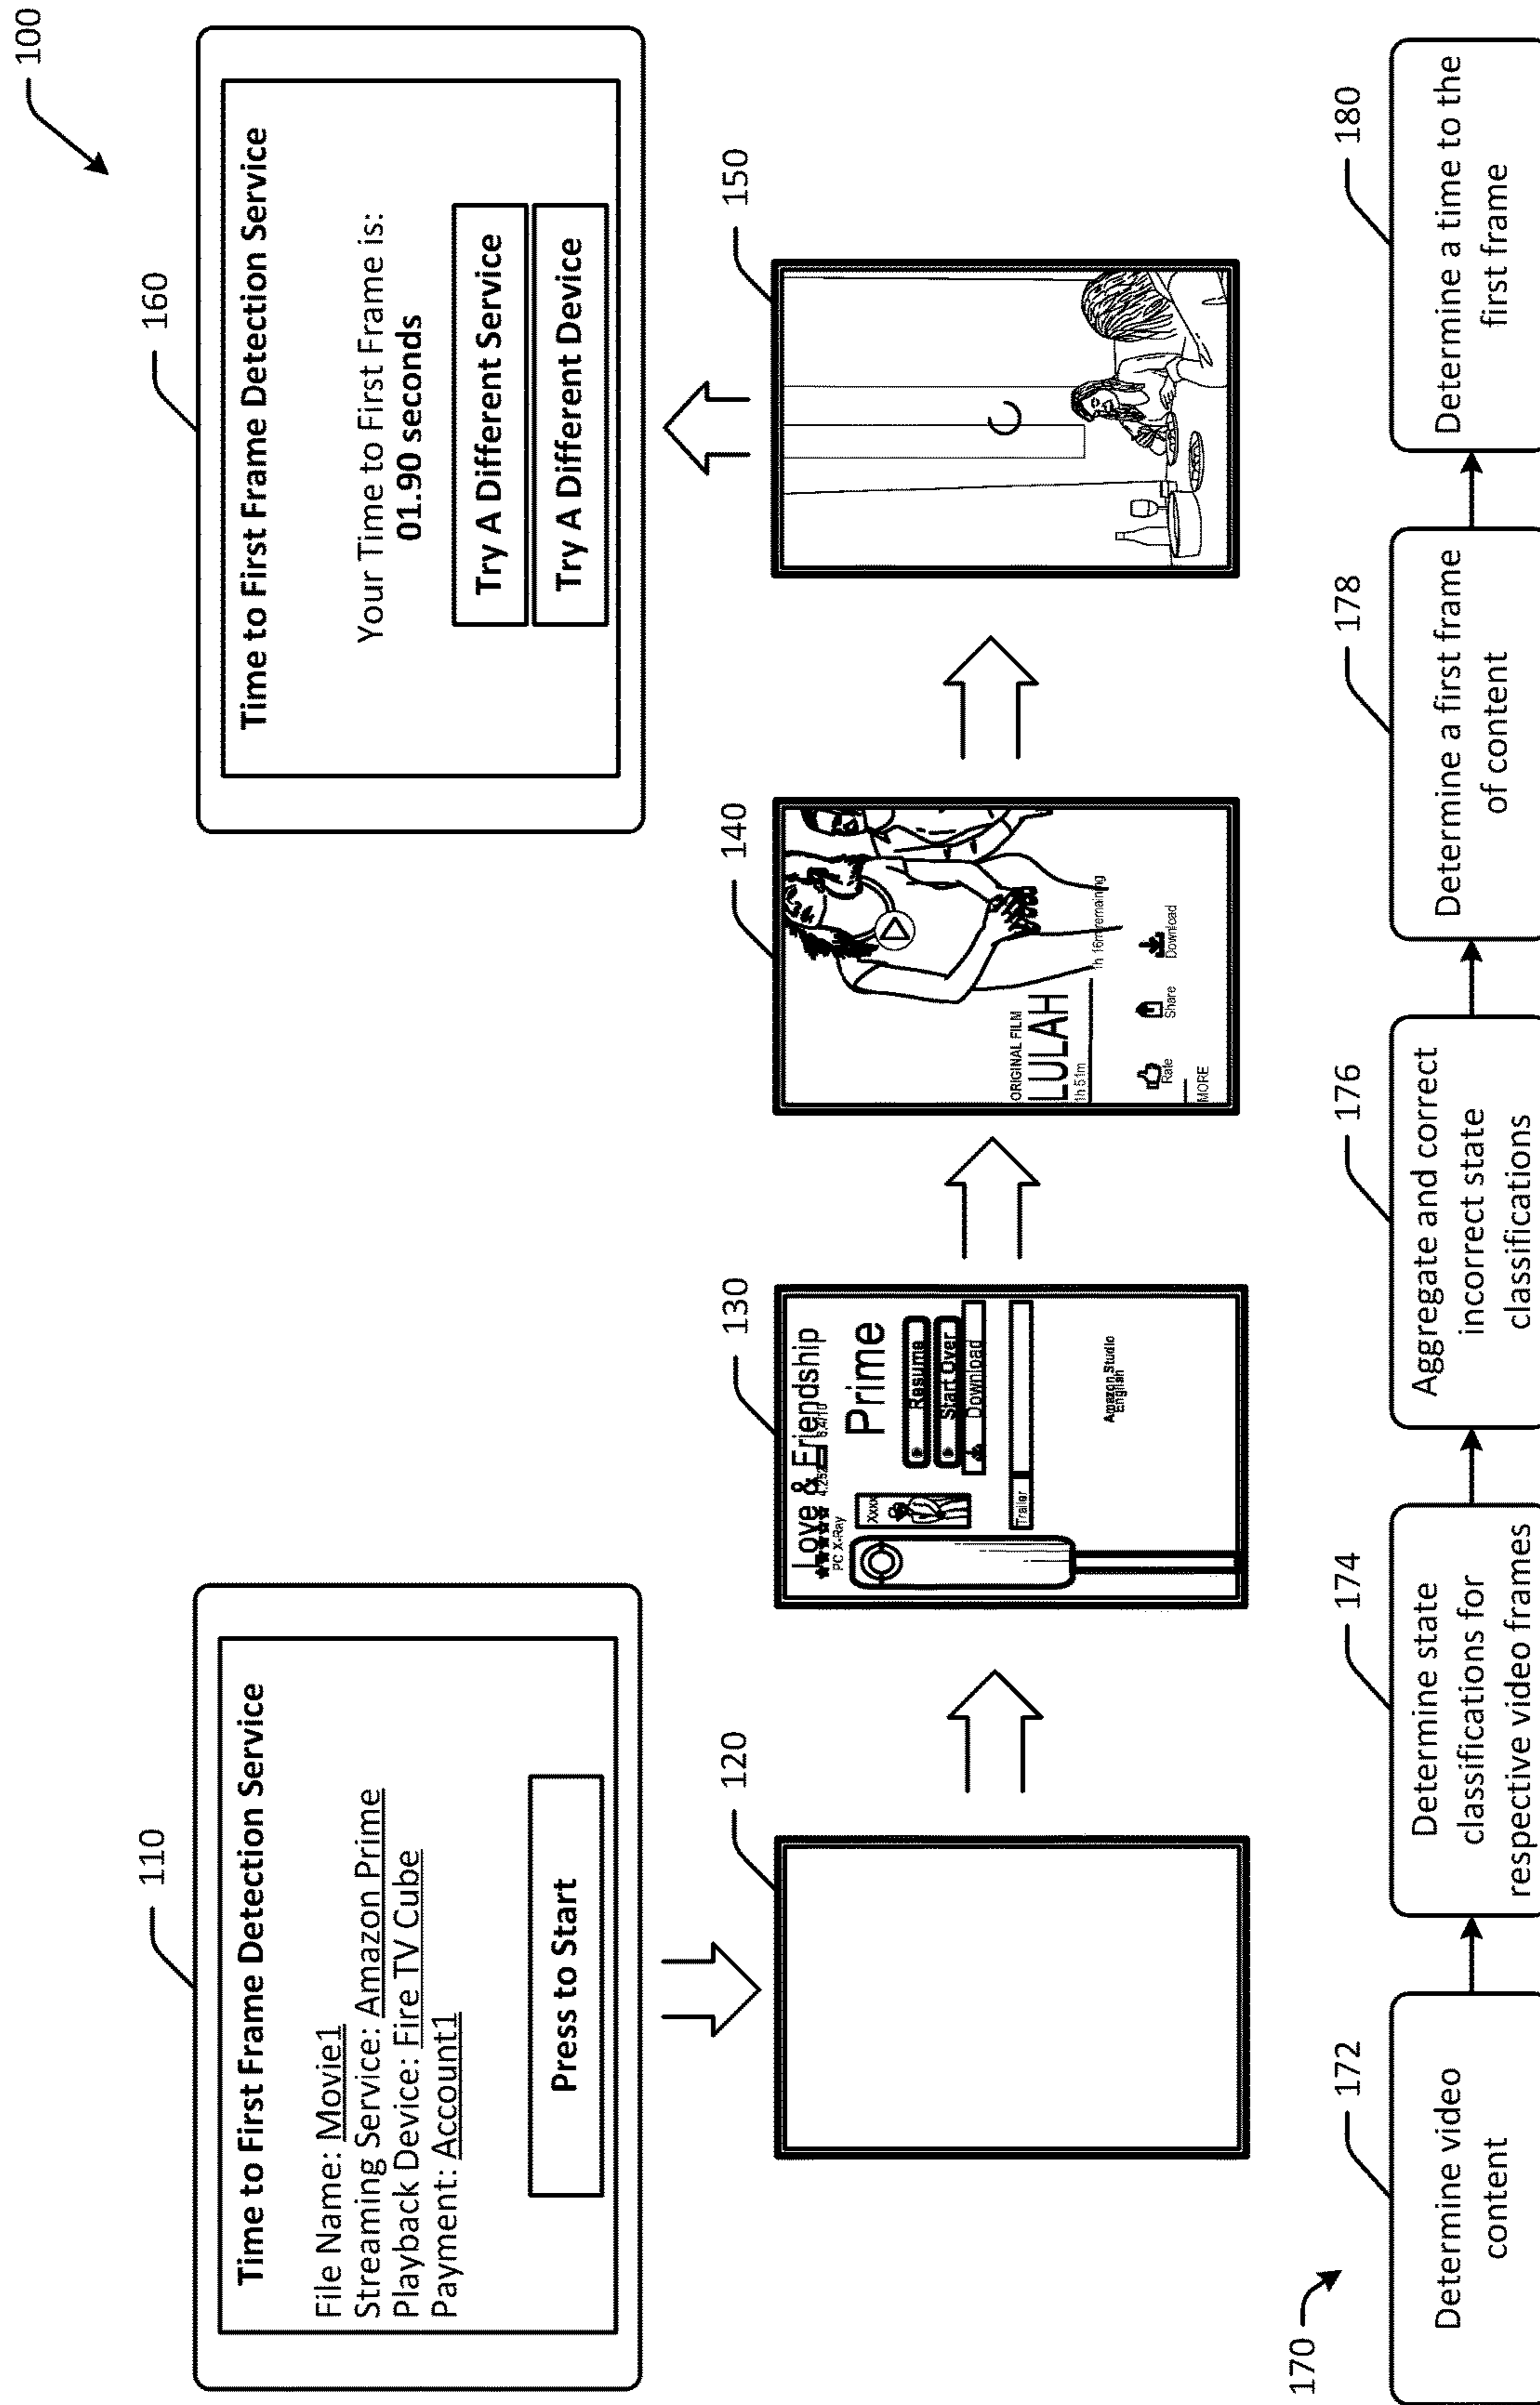 100
110
Time to First Frame Detection Service
File Name: Movie1
Streaming Service: Amazon Prime
Playback Device: Fire TV Cube
Payment: Account1
Press to Start
160
Time to First Frame Detection Service
Your Time to First Frame is:
01.90 seconds
Try A Different Service
Try A Different Device
120
130
Love & Friendship
PC X-Ray
Xxxx
Prime
Resume
Start Over
Download
Trailer
Amazon Studio
English
140
ORIGINAL FILM
LULAH
1h 51m
1h 16m remaining
Rate
Share
Download
MORE
150
170
172
Determine video
content
174
Determine state
classifications for
respective video frames
176
Aggregate and correct
incorrect state
classifications
178
Determine a first frame
of content
180
Determine a time to the
first frame